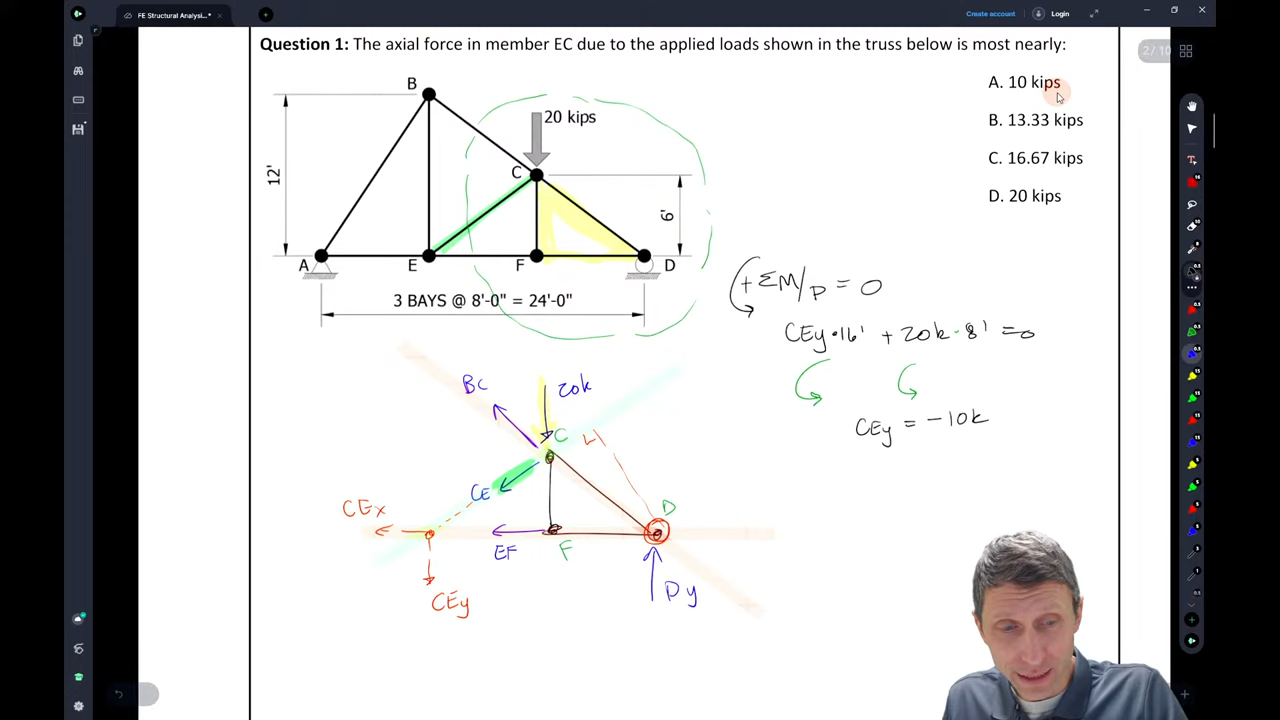 FE Structural Analysi...*
Create account
Login
2 / 10
Question 1: The axial force in member EC due to the applied loads shown in the truss below is most nearly:
A. 10 kips
B. 13.33 kips
C. 16.67 kips
D. 20 kips
B
20 kips
C
12'
6'
A
E
F
D
3 BAYS @ 8'-0" = 24'-0"
+ΣM/D = 0
CEy·16' + 20k·8' = 0
CEy = -10k
BC
20k
C
CE
CEx
D
EF
F
CEy
Dy